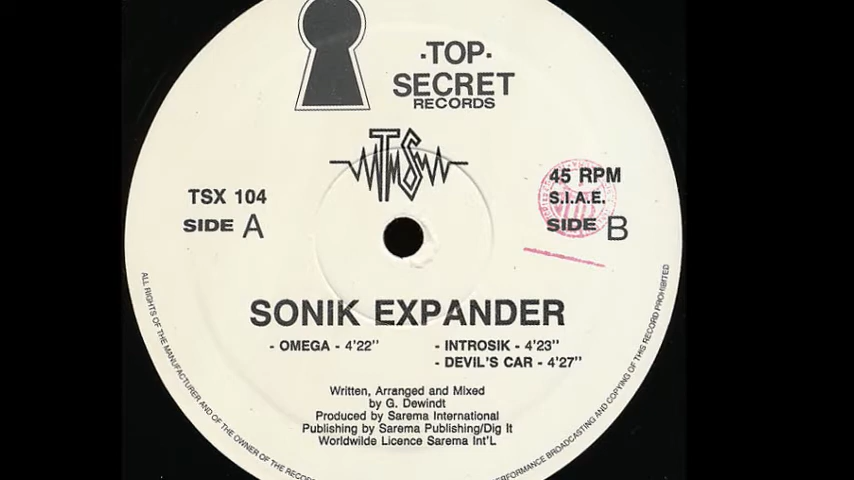 ·TOP·
SECRET
RECORDS
TMS
TSX 104
SIDE A
45 RPM
S.I.A.E.
SIDE B
SONIK EXPANDER
- OMEGA - 4'22''
- INTROSIK - 4'23''
- DEVIL'S CAR - 4'27''
Written, Arranged and Mixed
by G. Dewindt
Produced by Sarema International
Publishing by Sarema Publishing/Dig It
Worldwilde Licence Sarema Int'L
ALL RIGHTS OF THE MANUFACTURER AND OF THE OWNER OF THE RECOR
PERFORMANCE BROADCASTING AND COPYING OF THIS RECORD PROHIBITED